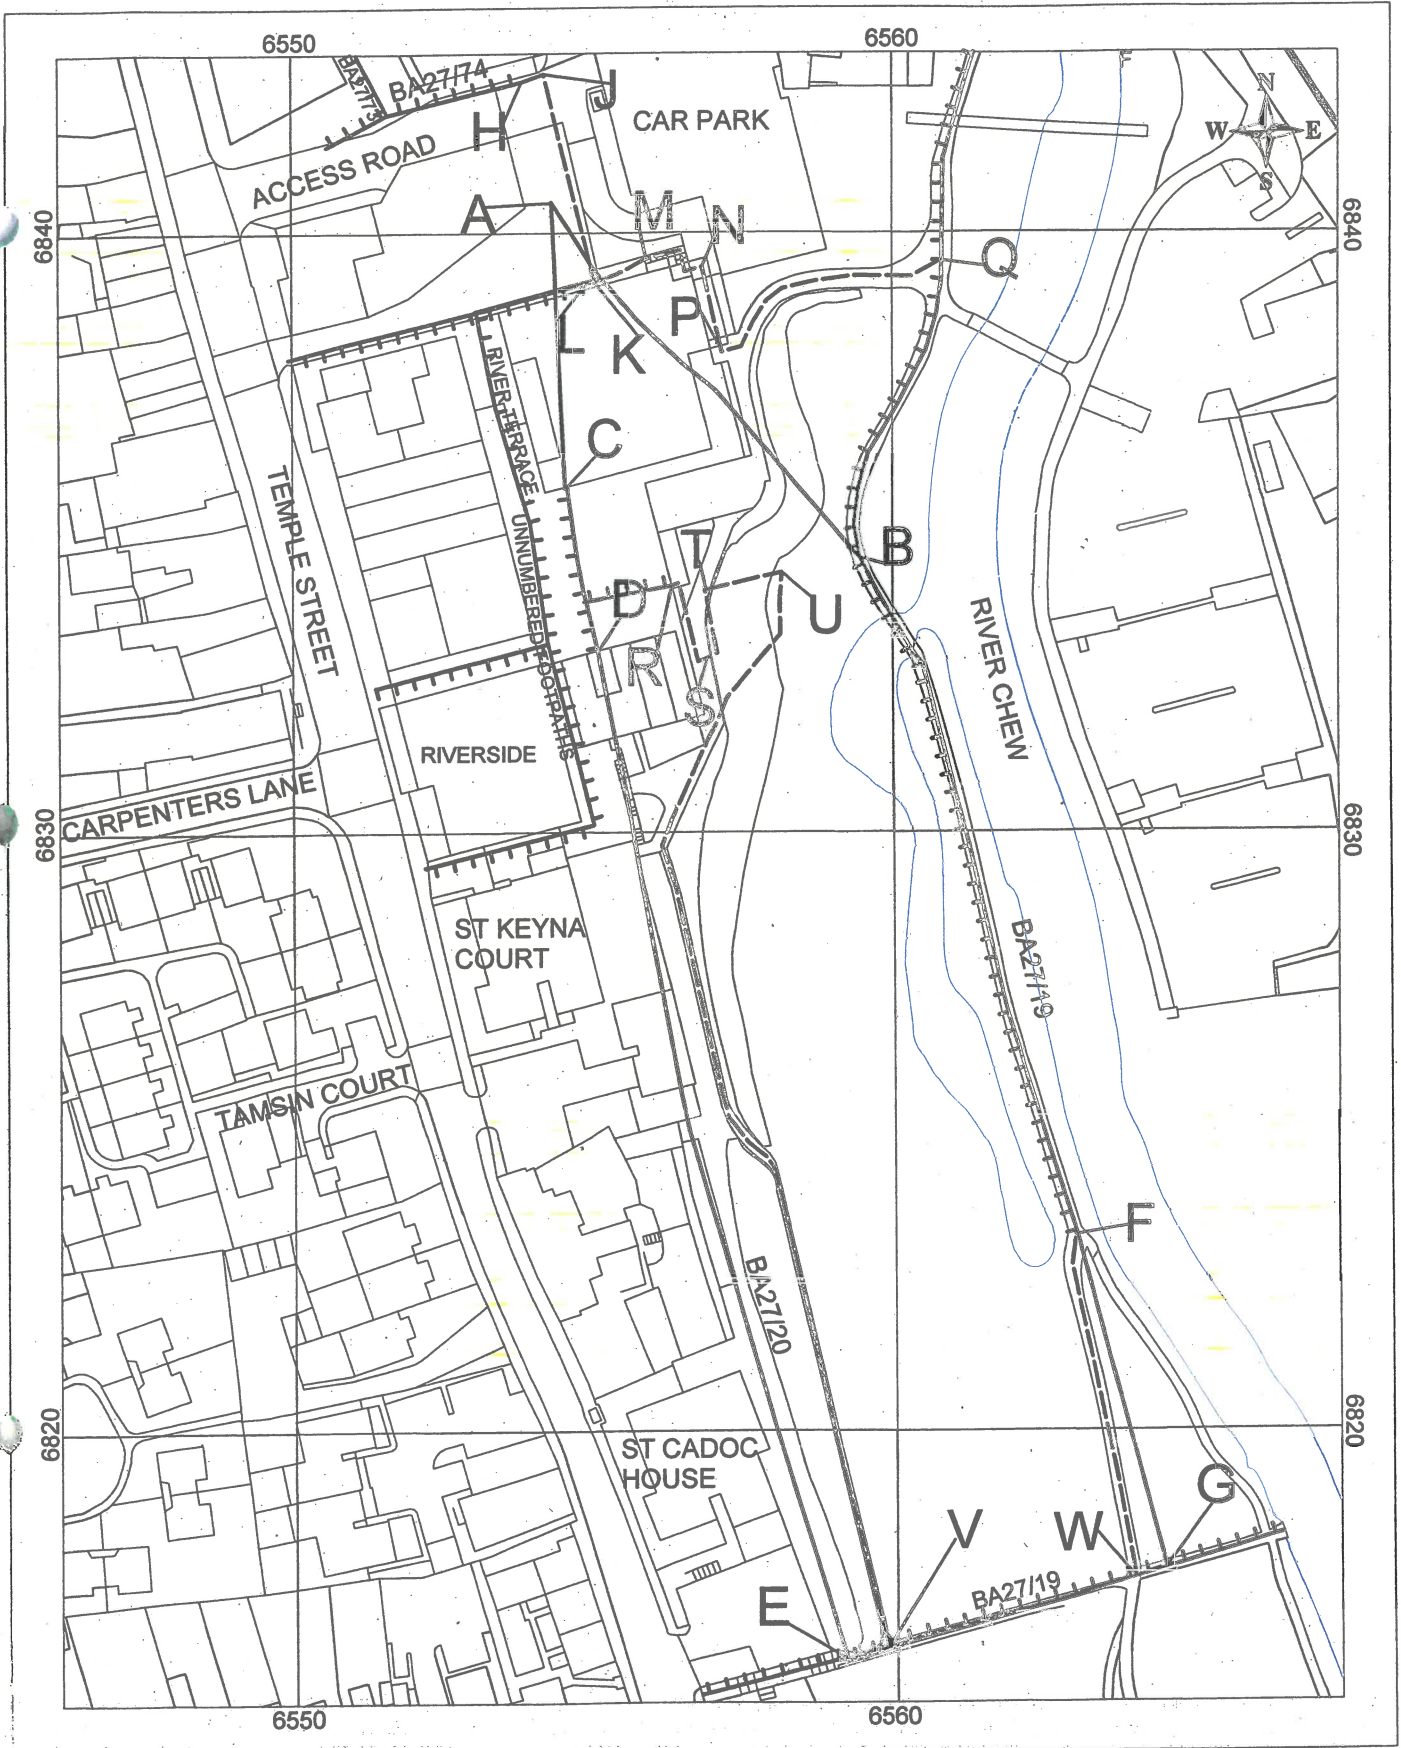 6550
6560
BA27/73
BA27/74
J
H
CAR PARK
N
W
E
S
ACCESS ROAD
A
M
N
6840
6840
Q
P
L
K
RIVER TERRACE
C
TEMPLE STREET
UNNUMBERED FOOTPATHS
T
B
D
U
RIVER CHEW
R
S
RIVERSIDE
CARPENTERS LANE
6830
6830
ST KEYNA
COURT
BA27/19
TAMSIN COURT
F
BA27/20
6820
6820
ST CADOC
HOUSE
G
V
W
BA27/19
E
6550
6560